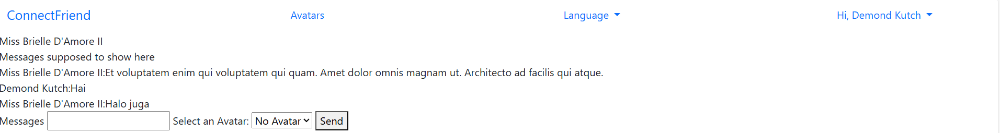 ConnectFriend Avatars Language Hi, Demond Kutch
Miss Brielle D'Amore II
Messages supposed to show here
Miss Brielle D'Amore II:Et voluptatem enim qui voluptatem qui quam. Amet dolor omnis magnam ut. Architecto ad facilis qui atque.
Demond Kutch:Hai
Miss Brielle D'Amore II:Halo juga
Messages Select an Avatar: No Avatar Send